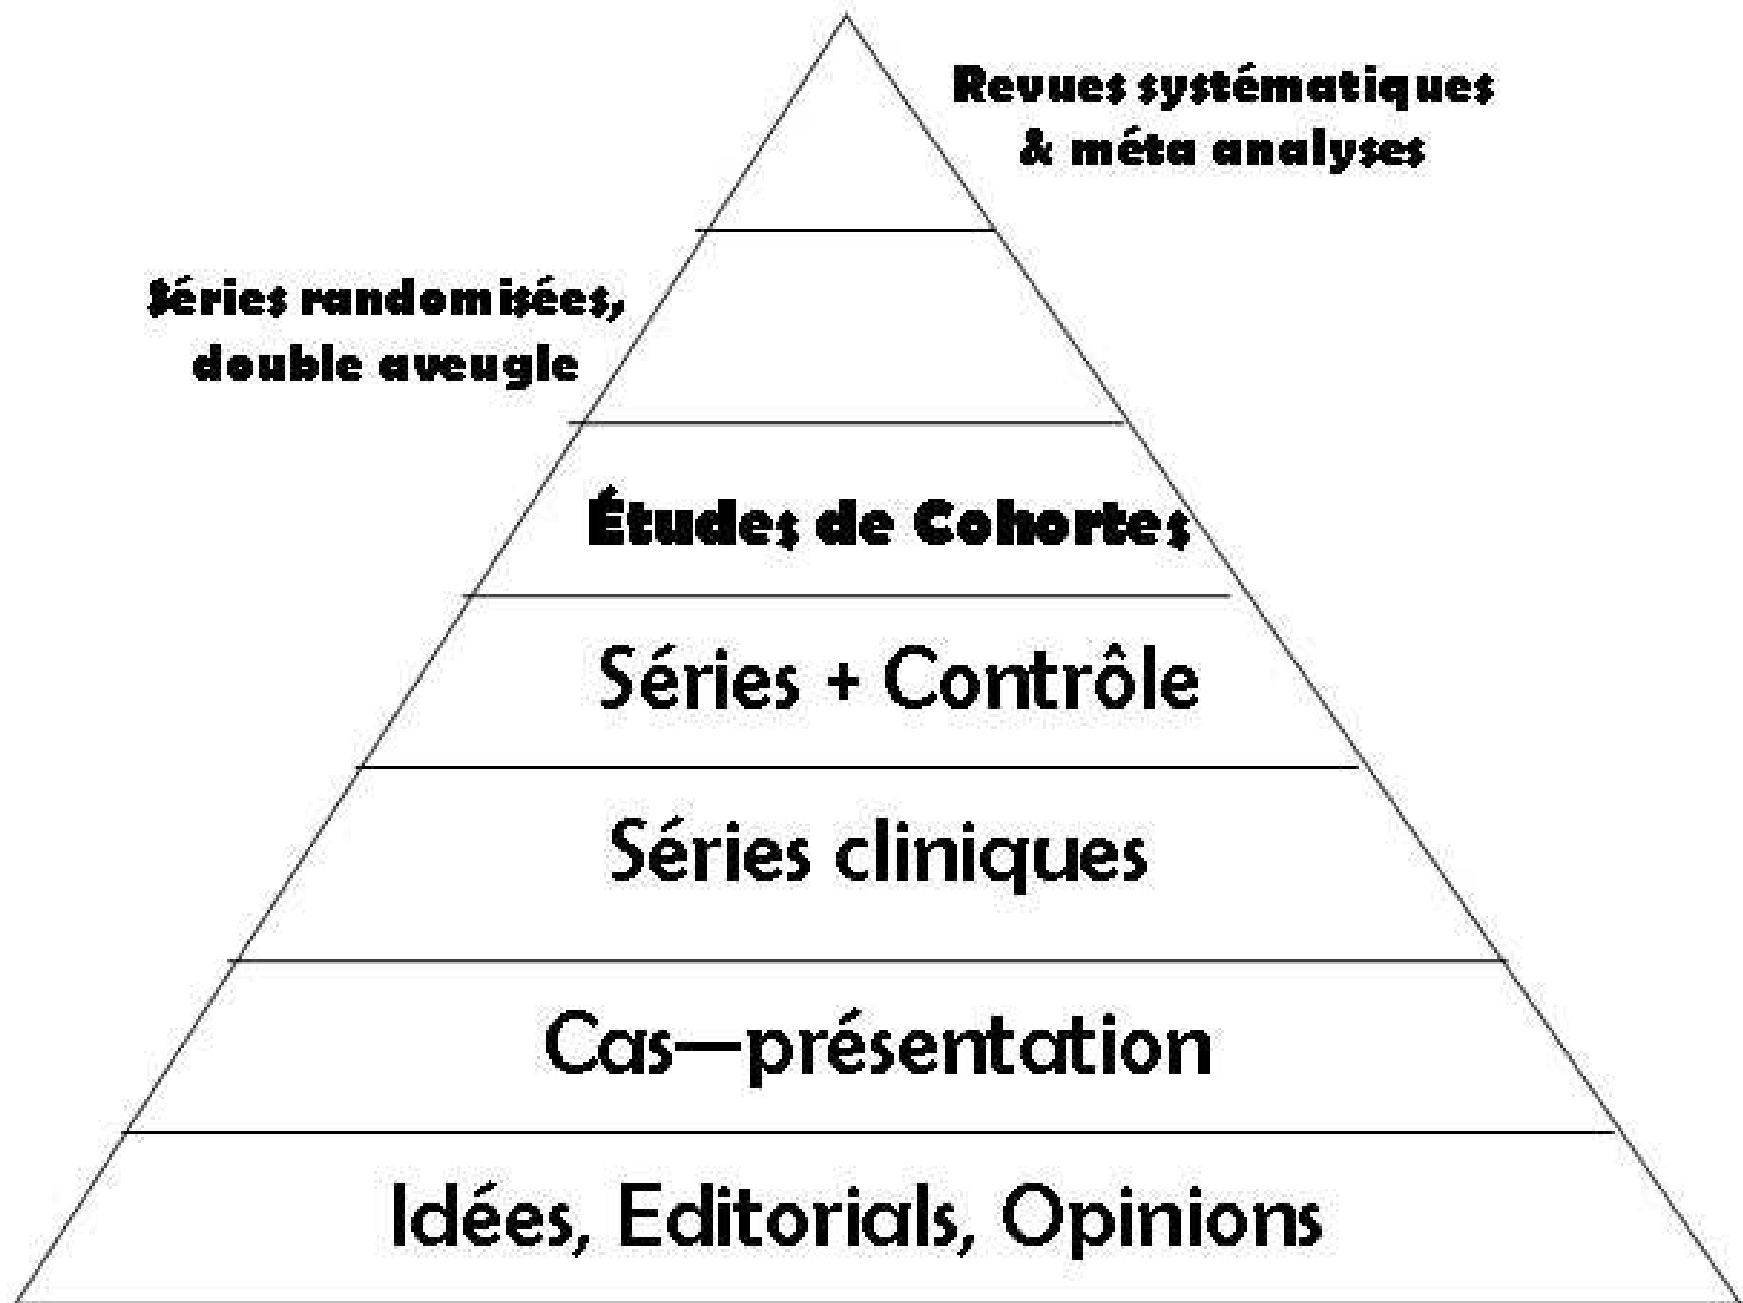 Revues systématiques
& méta analyses
Séries randomisées,
double aveugle
Études de Cohortes
Séries + Contrôle
Séries cliniques
Cas—présentation
Idées, Editorials, Opinions